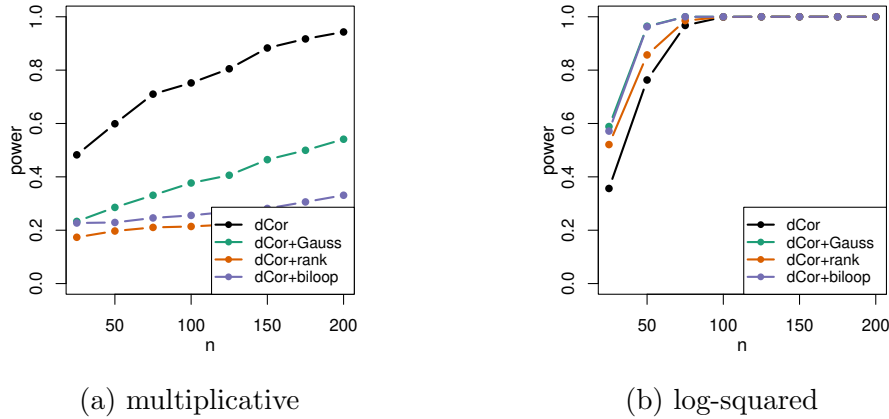 power
0.0 0.2 0.4 0.6 0.8 1.0
dCor
dCor+Gauss
dCor+rank
dCor+biloop
50 100 150 200
n
(a) multiplicative
power
0.0 0.2 0.4 0.6 0.8 1.0
dCor
dCor+Gauss
dCor+rank
dCor+biloop
50 100 150 200
n
(b) log-squared